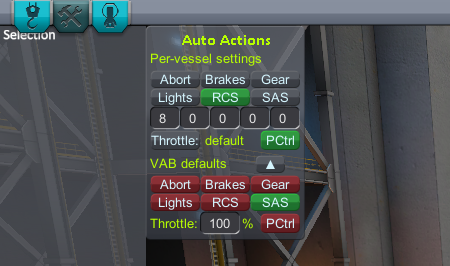 Selection
Auto Actions
Per-vessel settings
Abort Brakes Gear
Lights RCS SAS
8 0 0 0 0
Throttle: default PCtrl
VAB defaults ▲
Abort Brakes Gear
Lights RCS SAS
Throttle: 100 % PCtrl